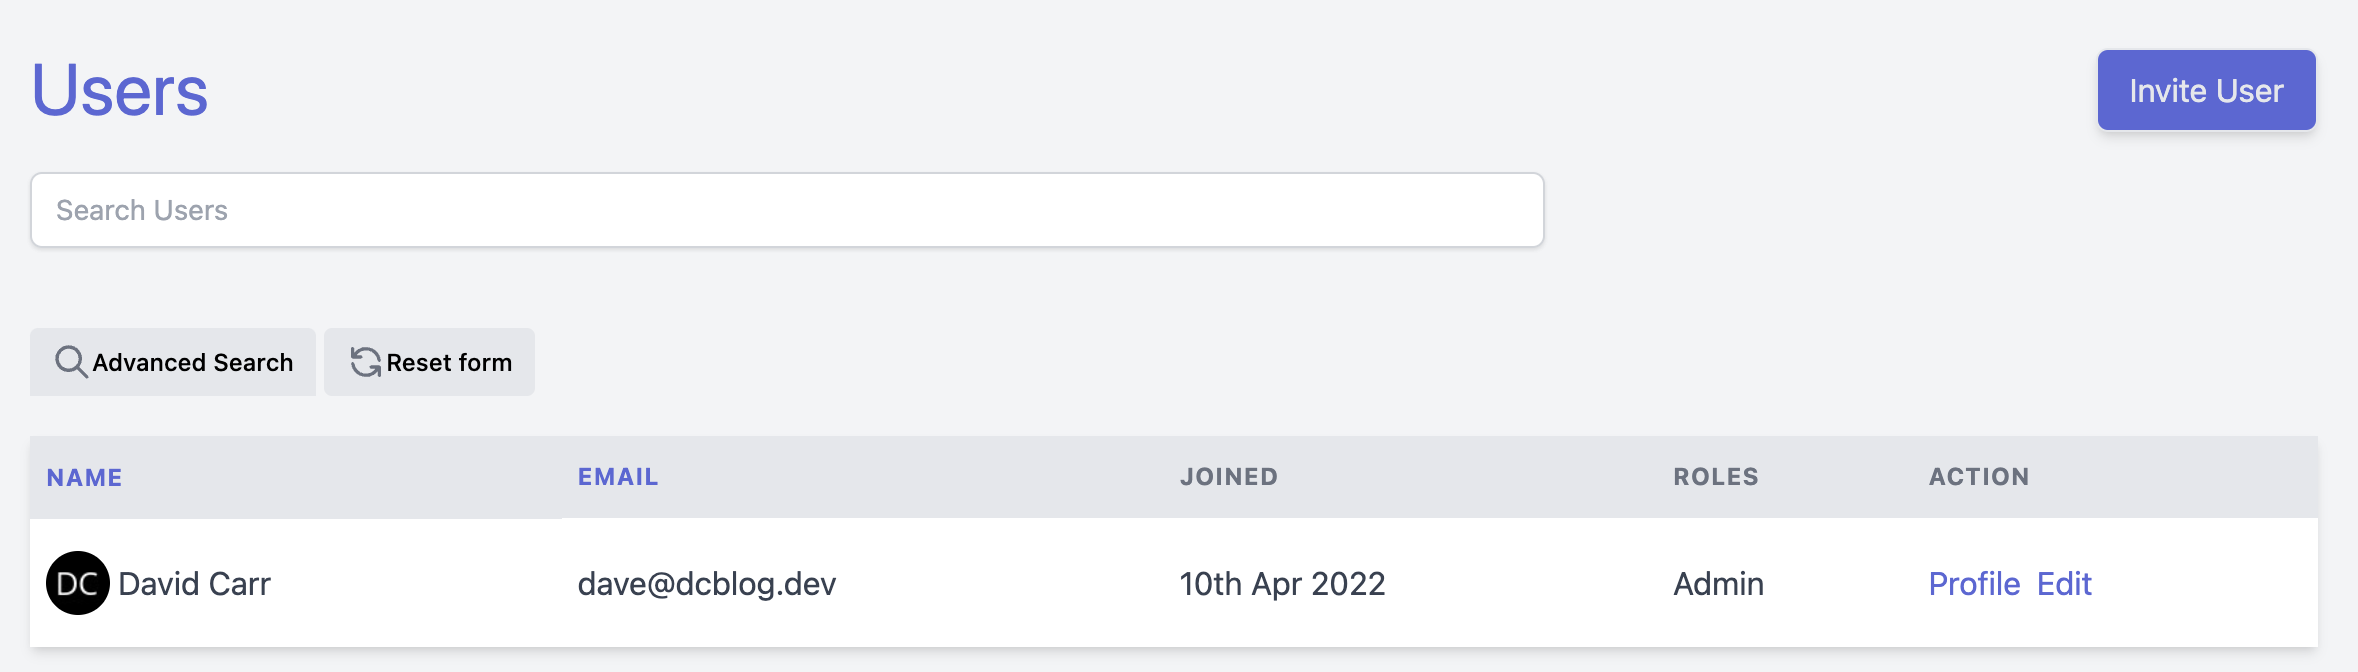 Users
Invite User
Search Users
Advanced Search Reset form
NAME EMAIL JOINED ROLES ACTION
DC David Carr dave@dcblog.dev 10th Apr 2022 Admin Profile Edit